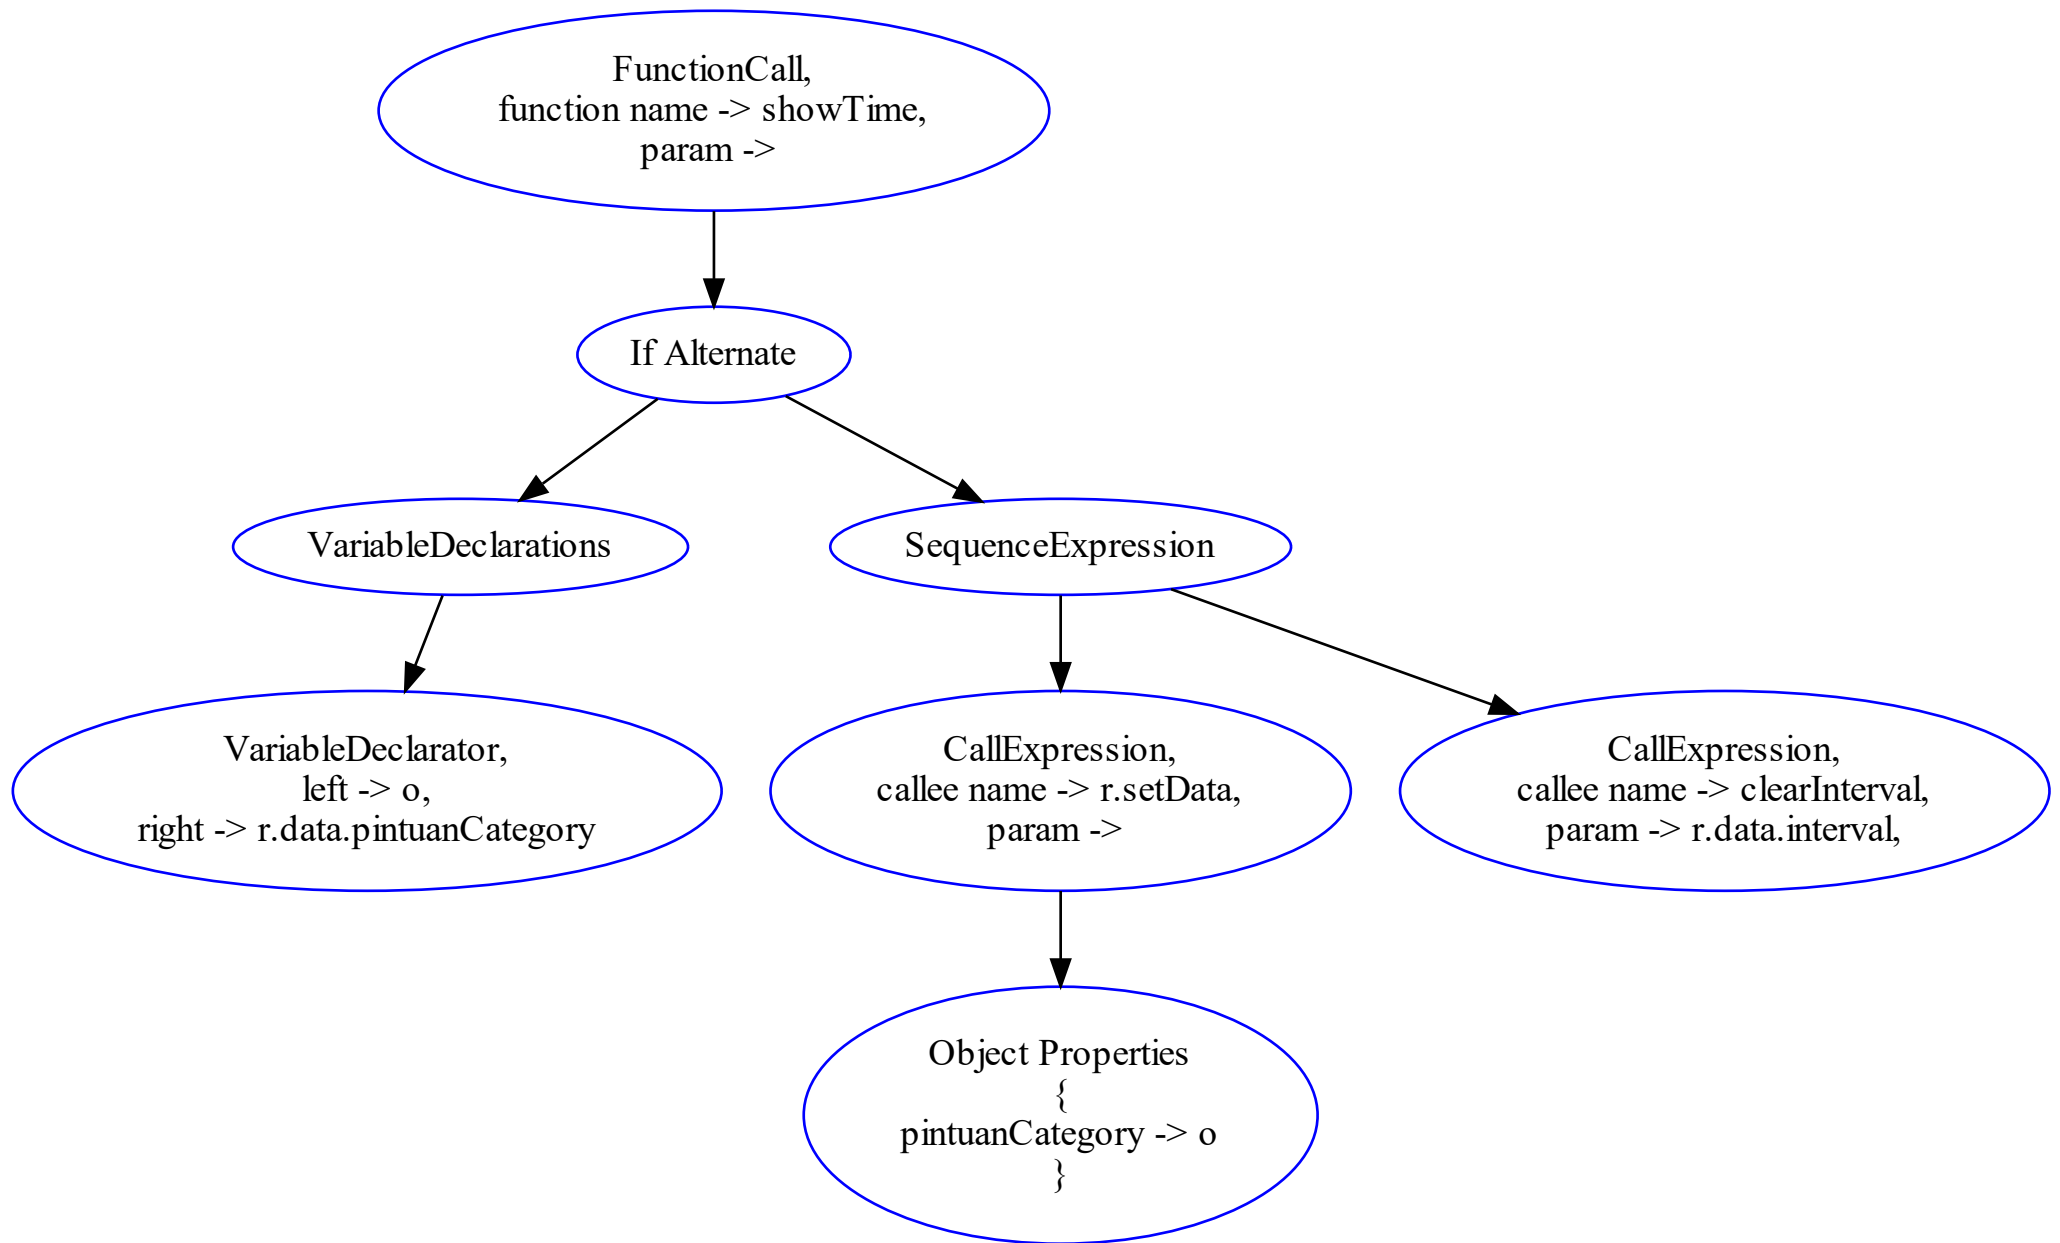 FunctionCall,
function name -> showTime,
param ->
If Alternate
VariableDeclarations
SequenceExpression
VariableDeclarator,
left -> o,
right -> r.data.pintuanCategory
CallExpression,
callee name -> r.setData,
param ->
CallExpression,
callee name -> clearInterval,
param -> r.data.interval,
Object Properties
{
pintuanCategory -> o
}